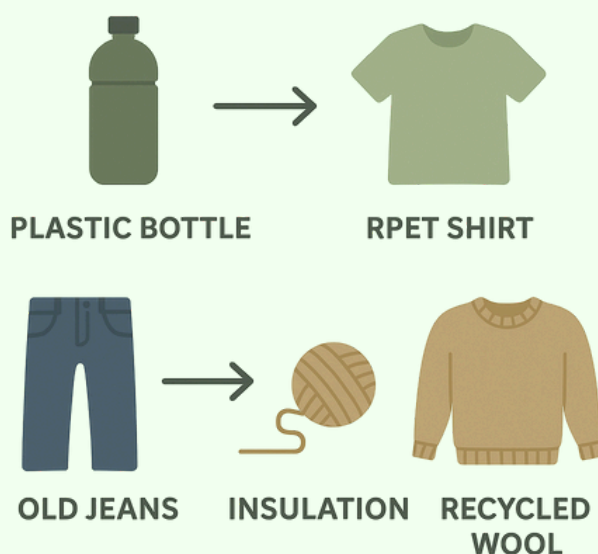 PLASTIC BOTTLE
RPET SHIRT
OLD JEANS
INSULATION
RECYCLED
WOOL